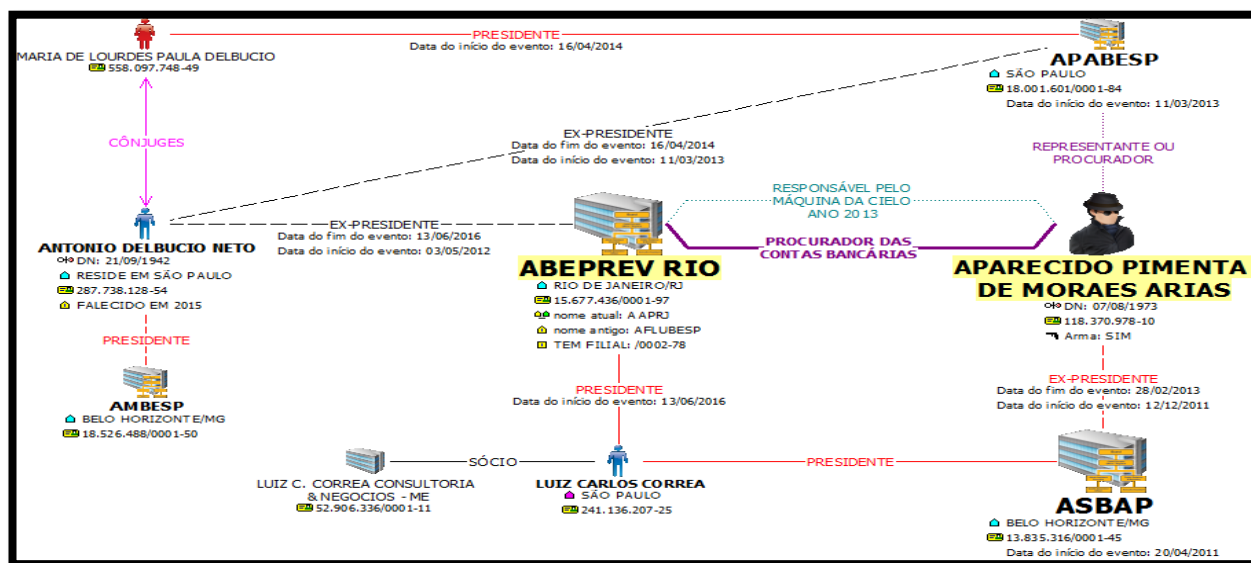 PRESIDENTE
Data do início do evento: 16/04/2014
MARIA DE LOURDES PAULA DELBUCIO
558.097.748-49
APABESP
SÃO PAULO
18.001.601/0001-84
Data do início do evento: 11/03/2013
CÔNJUGES
EX-PRESIDENTE
Data do fim do evento: 16/04/2014
Data do início do evento: 11/03/2013
REPRESENTANTE OU
PROCURADOR
RESPONSÁVEL PELO
MÁQUINA DA CIELO
ANO 2013
PROCURADOR DAS
CONTAS BANCÁRIAS
EX-PRESIDENTE
Data do fim do evento: 13/06/2016
Data do início do evento: 03/05/2012
ANTONIO DELBUCIO NETO
DN: 21/09/1942
RESIDE EM SÃO PAULO
287.738.128-54
FALECIDO EM 2015
ABEPREV RIO
RIO DE JANEIRO/RJ
15.677.436/0001-97
nome atual: AAPRJ
nome antigo: AFLUBESP
TEM FILIAL: /0002-78
APARECIDO PIMENTA
DE MORAES ARIAS
DN: 07/08/1973
118.370.978-10
Arma: SIM
PRESIDENTE
AMBESP
BELO HORIZONTE/MG
18.526.488/0001-50
PRESIDENTE
Data do início do evento: 13/06/2016
EX-PRESIDENTE
Data do fim do evento: 28/02/2013
Data do início do evento: 12/12/2011
SÓCIO
PRESIDENTE
LUIZ C. CORREA CONSULTORIA
& NEGOCIOS - ME
52.906.336/0001-11
LUIZ CARLOS CORREA
SÃO PAULO
241.136.207-25
ASBAP
BELO HORIZONTE/MG
13.835.316/0001-45
Data do início do evento: 20/04/2011